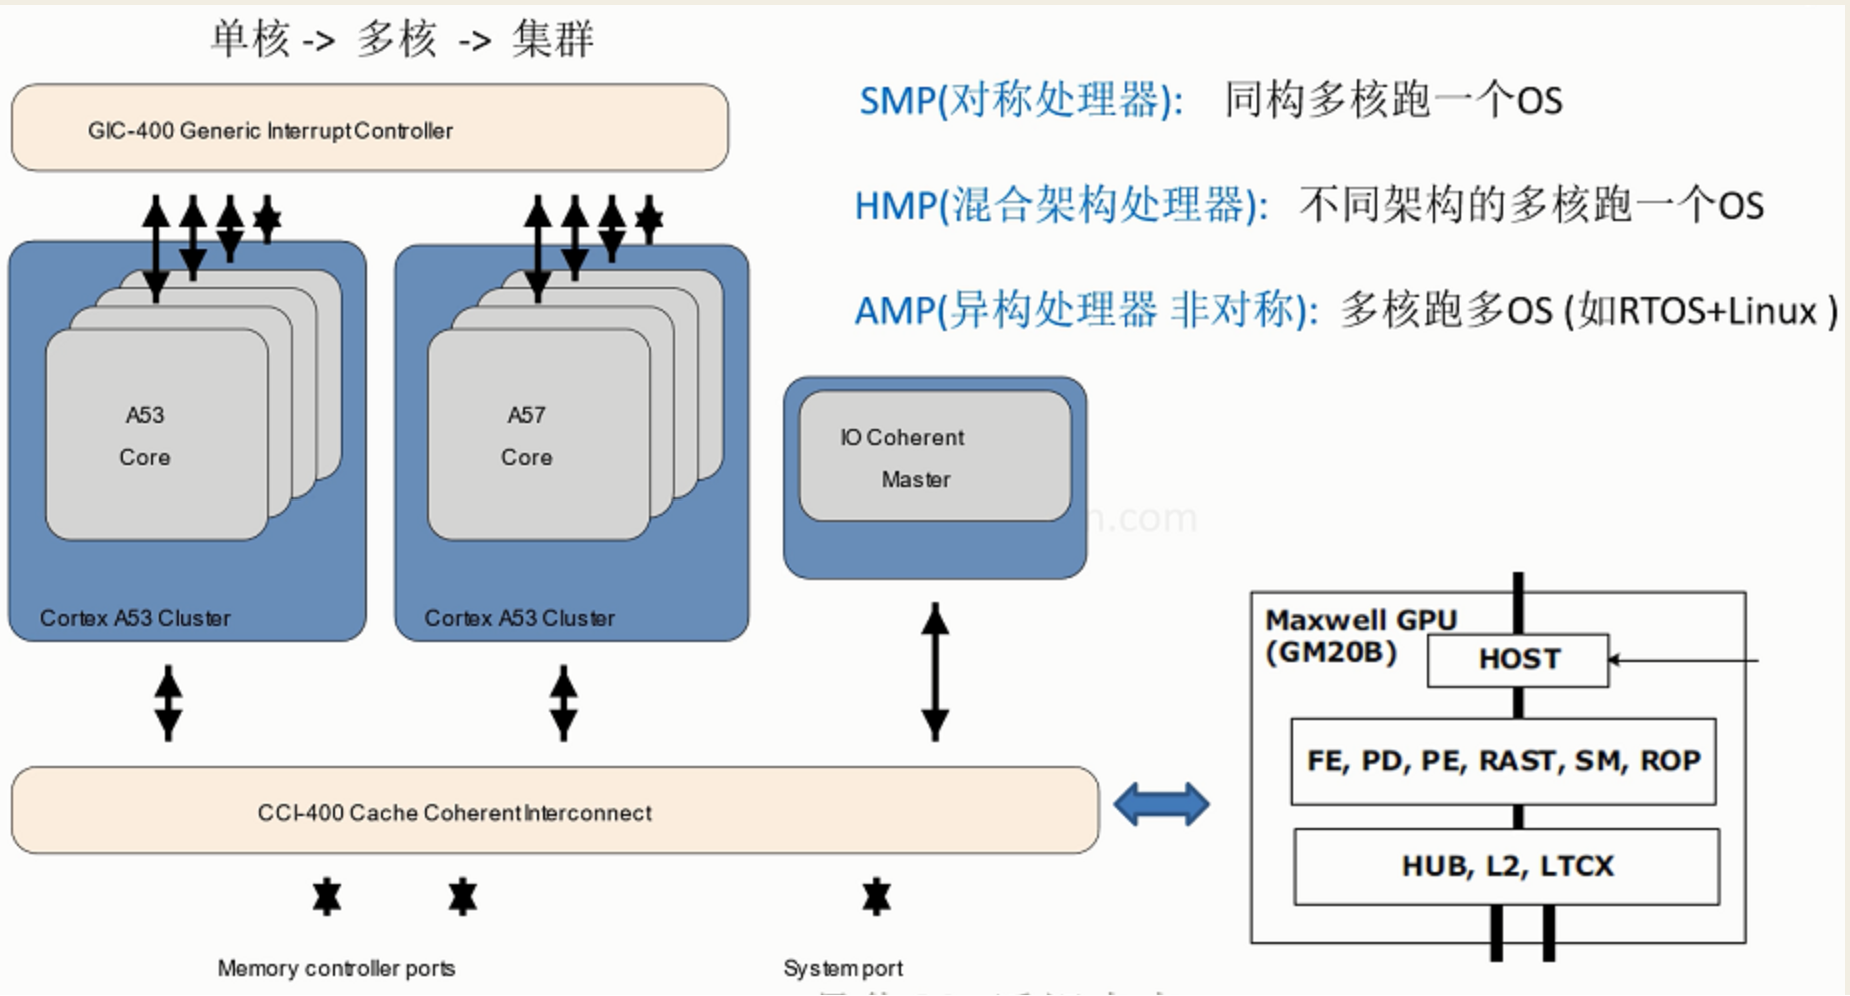 单核 -> 多核 -> 集群
GIC-400 Generic Interrupt Controller
SMP(对称处理器): 同构多核跑一个OS
HMP(混合架构处理器): 不同架构的多核跑一个OS
AMP(异构处理器 非对称): 多核跑多OS (如RTOS+Linux )
A53
Core
Cortex A53 Cluster
A57
Core
Cortex A53 Cluster
IO Coherent
Master
n.com
CCI-400 Cache Coherent Interconnect
Memory controller ports
System port
Maxwell GPU
(GM20B)
HOST
FE, PD, PE, RAST, SM, ROP
HUB, L2, LTCX